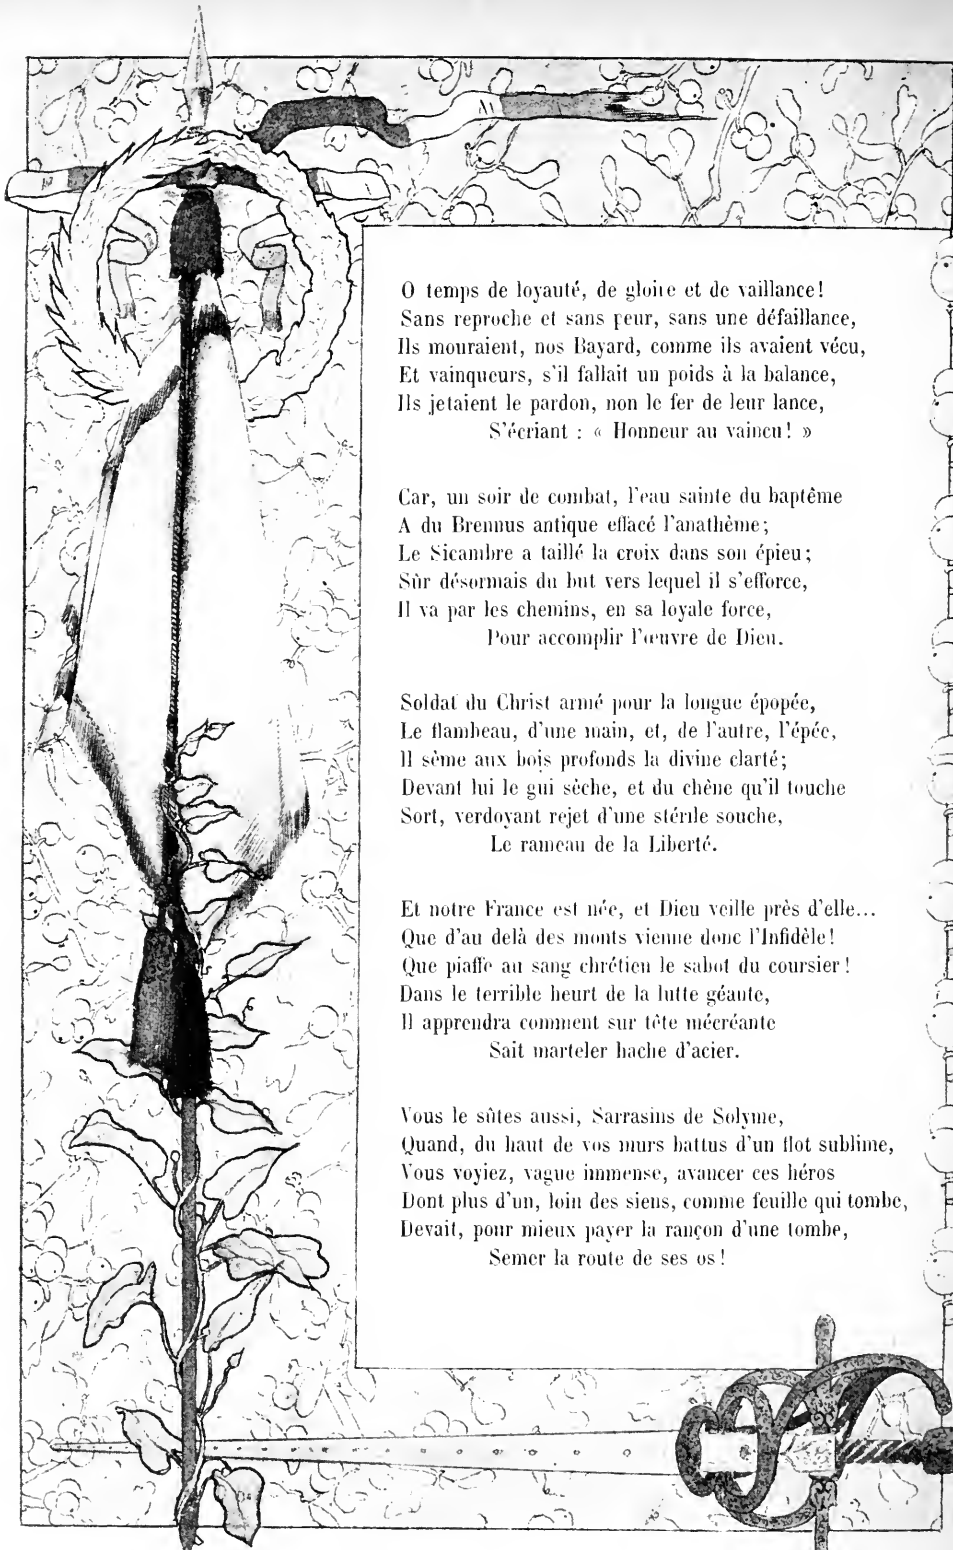 O temps de loyauté, de gloire et de vaillance!
Sans reproche et sans peur, sans une défaillance,
Ils mouraient, nos Bayard, comme ils avaient vécu,
Et vainqueurs, s'il fallait un poids à la balance,
Ils jetaient le pardon, non le fer de leur lance,
S'écriant : « Honneur au vaincu! »
Car, un soir de combat, l'eau sainte du baptême
A du Brennus antique effacé l'anathème;
Le Sicambre a taillé la croix dans son épieu;
Sûr désormais du but vers lequel il s'efforce,
Il va par les chemins, en sa loyale force,
Pour accomplir l'œuvre de Dieu.
Soldat du Christ armé pour la longue épopée,
Le flambeau, d'une main, et, de l'autre, l'épée,
Il sème aux bois profonds la divine clarté;
Devant lui le gui sèche, et du chêne qu'il touche
Sort, verdoyant rejet d'une stérile souche,
Le rameau de la Liberté.
Et notre France est née, et Dieu veille près d'elle...
Que d'au delà des monts vienne donc l'Infidèle!
Que piaffe au sang chrétien le sabot du coursier!
Dans le terrible heurt de la lutte géante,
Il apprendra comment sur tête mécréante
Sait marteler hache d'acier.
Vous le sûtes aussi, Sarrasins de Solyme,
Quand, du haut de vos murs battus d'un flot sublime,
Vous voyiez, vague immense, avancer ces héros
Dont plus d'un, loin des siens, comme feuille qui tombe,
Devait, pour mieux payer la rançon d'une tombe,
Semer la route de ses os!